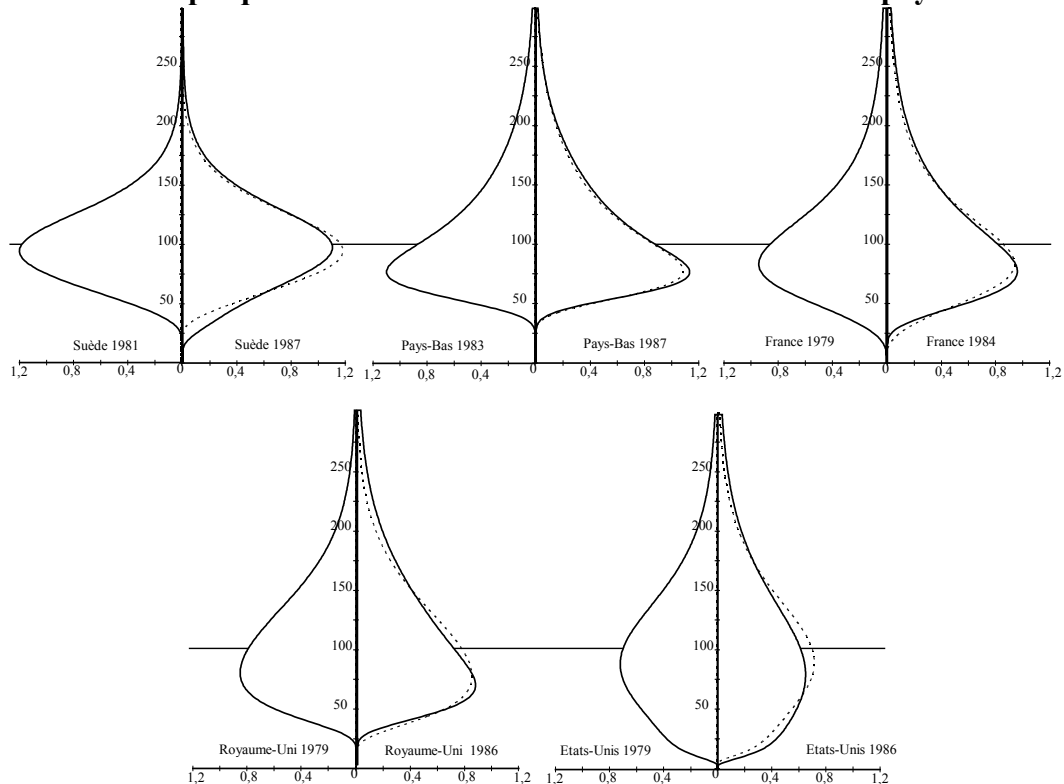 250 250 250
200 200 200
150 150 150
100 100 100
50 50 50
Suède 1981 Suède 1987 Pays-Bas 1983 Pays-Bas 1987 France 1979 France 1984
1,2 0,8 0,4 0 0,4 0,8 1,2 1,2 0,8 0,4 0 0,4 0,8 1,2 1,2 0,8 0,4 0 0,4 0,8 1,2
250 250
200 200
150 150
100 100
50 50
Royaume-Uni 1979 Royaume-Uni 1986 Etats-Unis 1979 Etats-Unis 1986
1,2 0,8 0,4 0 0,4 0,8 1,2 1,2 0,8 0,4 0 0,4 0,8 1,2